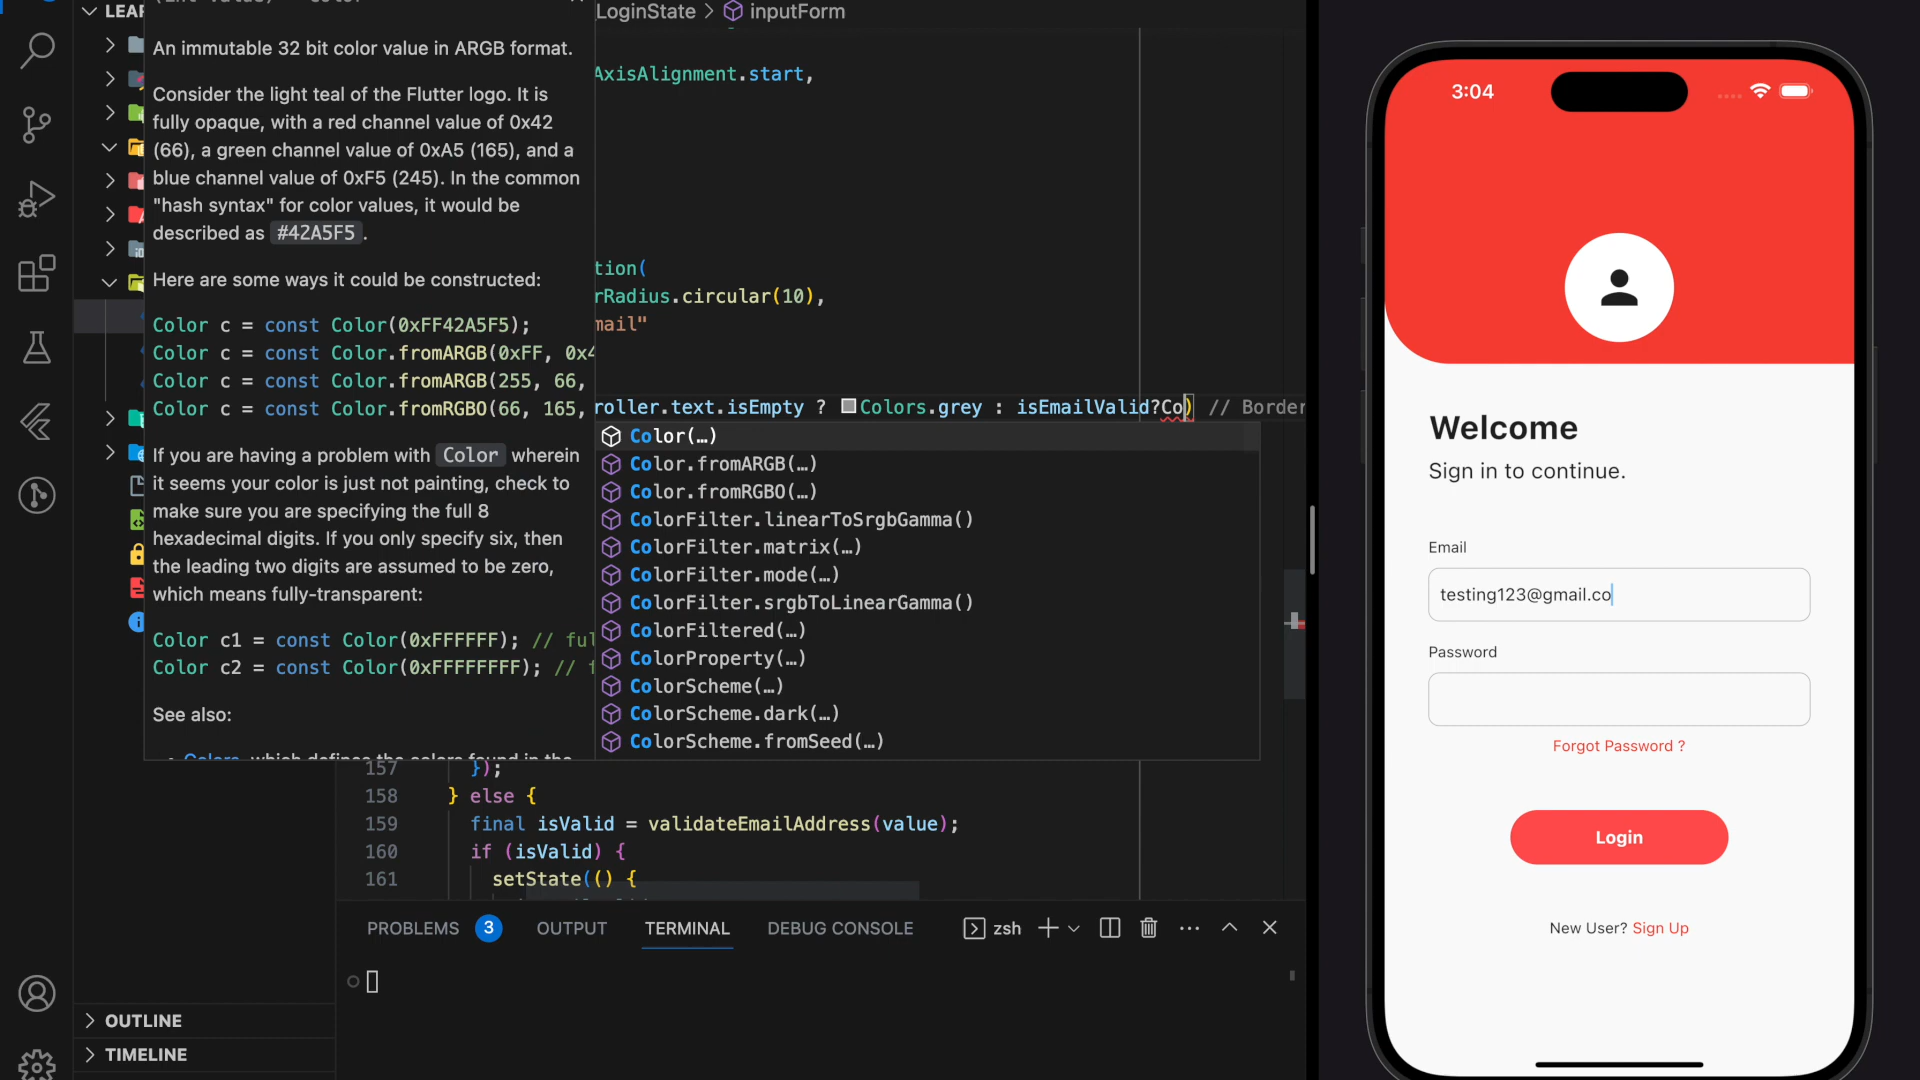 LoginState > inputForm
An immutable 32 bit color value in ARGB format.
Consider the light teal of the Flutter logo. It is
fully opaque, with a red channel value of 0x42
(66), a green channel value of 0xA5 (165), and a
blue channel value of 0xF5 (245). In the common
"hash syntax" for color values, it would be
described as #42A5F5.
Here are some ways it could be constructed:
Color c = const Color(0xFF42A5F5);
Color c = const Color.fromARGB(0xFF, 0x4
Color c = const Color.fromARGB(255, 66,
Color c = const Color.fromRGBO(66, 165,
If you are having a problem with Color wherein
it seems your color is just not painting, check to
make sure you are specifying the full 8
hexadecimal digits. If you only specify six, then
the leading two digits are assumed to be zero,
which means fully-transparent:
Color c1 = const Color(0xFFFFFF); // ful
Color c2 = const Color(0xFFFFFFFF); // f
See also:
Colors, which defines the colors found in the
AxisAlignment.start,
tion(
rRadius.circular(10),
mail"
roller.text.isEmpty ? Colors.grey : isEmailValid?Co) // Border
Color(…)
Color.fromARGB(…)
Color.fromRGBO(…)
ColorFilter.linearToSrgbGamma()
ColorFilter.matrix(…)
ColorFilter.mode(…)
ColorFilter.srgbToLinearGamma()
ColorFiltered(…)
ColorProperty(…)
ColorScheme(…)
ColorScheme.dark(…)
ColorScheme.fromSeed(…)
157 });
158 } else {
159 final isValid = validateEmailAddress(value);
160 if (isValid) {
161 setState(() {
PROBLEMS 3 OUTPUT TERMINAL DEBUG CONSOLE zsh
OUTLINE
TIMELINE
3:04
Welcome
Sign in to continue.
Email
testing123@gmail.co
Password
Forgot Password ?
Login
New User? Sign Up